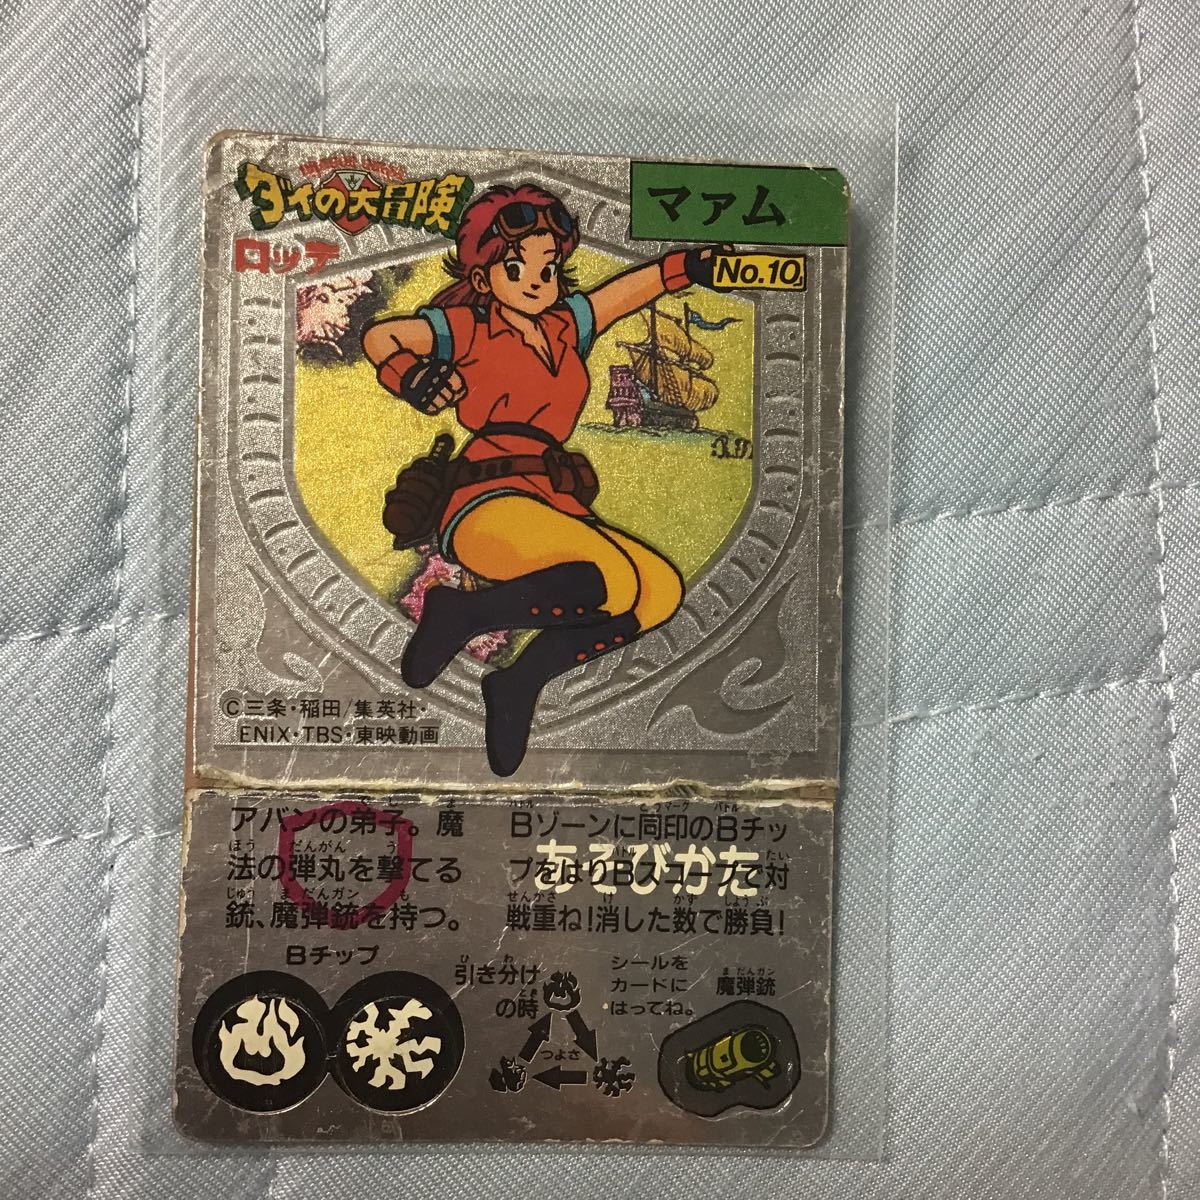 DRAGON QUEST
ダイの大冒険
ロッテ
マァム
No.10
©三条・稲田/集英社・
ENIX・TBS・東映動画
アバンの弟子。魔
法の弾丸を撃てる
銃、魔弾銃を持つ。
Bチップ
あそびかた
Bゾーンに同印のBチッ
プをはりBスコープで対
戦重ね!消した数で勝負!
引き分け
の時
つよさ
シールを
カードに
はってね。
魔弾銃